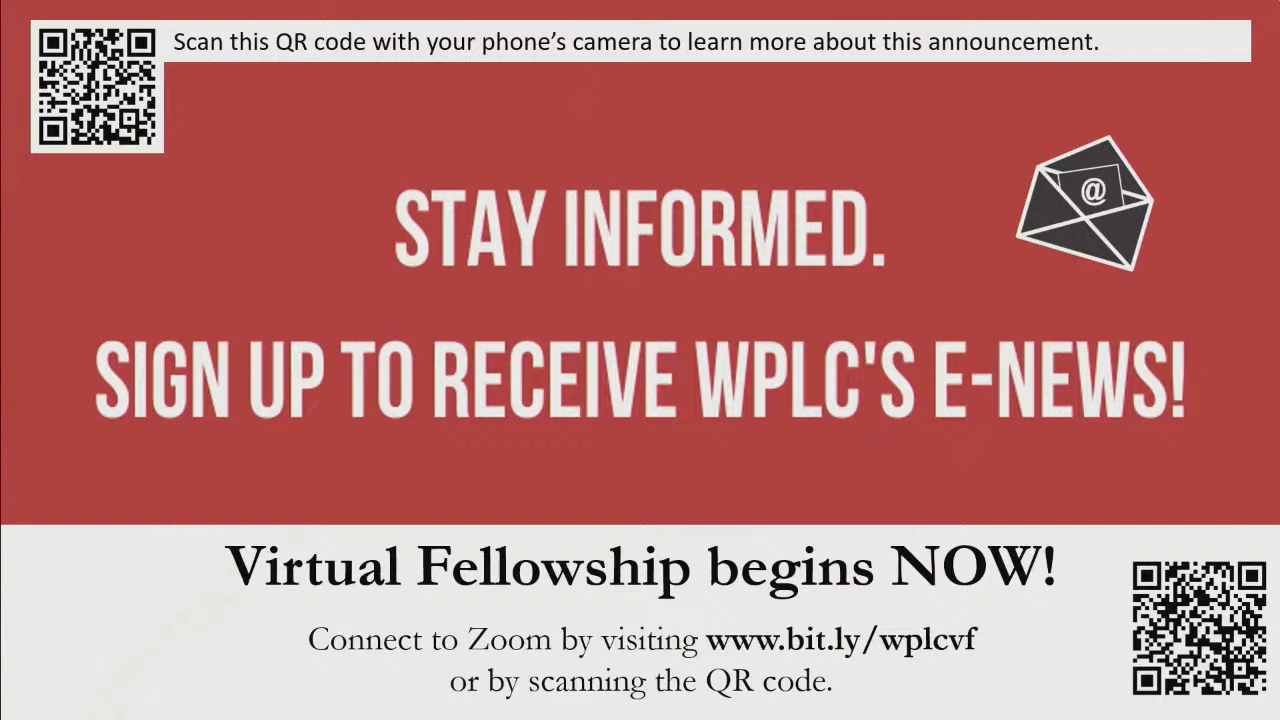 Scan this QR code with your phone’s camera to learn more about this announcement.
@
STAY INFORMED.
SIGN UP TO RECEIVE WPLC'S E-NEWS!
Virtual Fellowship begins NOW!
Connect to Zoom by visiting www.bit.ly/wplcvf
or by scanning the QR code.